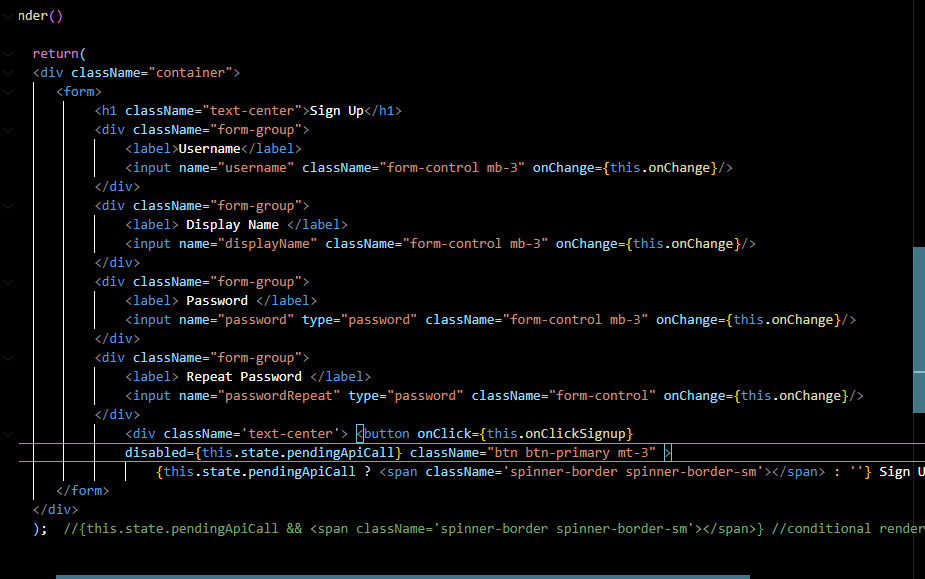 nder()
return(
<div className="container">
<form>
<h1 className="text-center">Sign Up</h1>
<div className="form-group">
<label>Username</label>
<input name="username" className="form-control mb-3" onChange={this.onChange}/>
</div>
<div className="form-group">
<label> Display Name </label>
<input name="displayName" className="form-control mb-3" onChange={this.onChange}/>
</div>
<div className="form-group">
<label> Password </label>
<input name="password" type="password" className="form-control mb-3" onChange={this.onChange}/>
</div>
<div className="form-group">
<label> Repeat Password </label>
<input name="passwordRepeat" type="password" className="form-control" onChange={this.onChange}/>
</div>
<div className='text-center'> <button onClick={this.onClickSignup}
disabled={this.state.pendingApiCall} className="btn btn-primary mt-3" >
{this.state.pendingApiCall ? <span className='spinner-border spinner-border-sm'></span> : ''} Sign U
</form>
</div>
); //{this.state.pendingApiCall && <span className='spinner-border spinner-border-sm'></span>} //conditional render